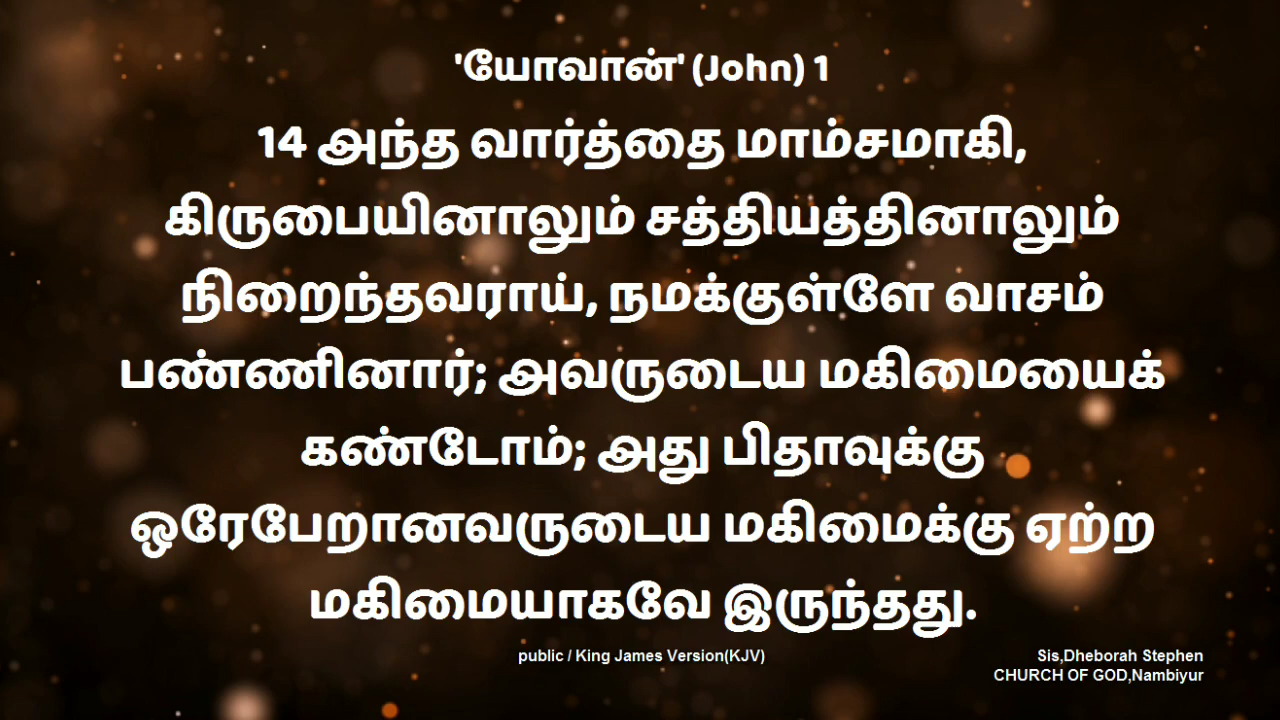 'யோவான்' (John) 1
14 அந்த வார்த்தை மாம்சமாகி,
கிருபையினாலும் சத்தியத்தினாலும்
நிறைந்தவராய், நமக்குள்ளே வாசம்
பண்ணினார்; அவருடைய மகிமையைக்
கண்டோம்; அது பிதாவுக்கு
ஒரேபேறானவருடைய மகிமைக்கு ஏற்ற
மகிமையாகவே இருந்தது.
public / King James Version(KJV)
Sis,Dheborah Stephen
CHURCH OF GOD,Nambiyur